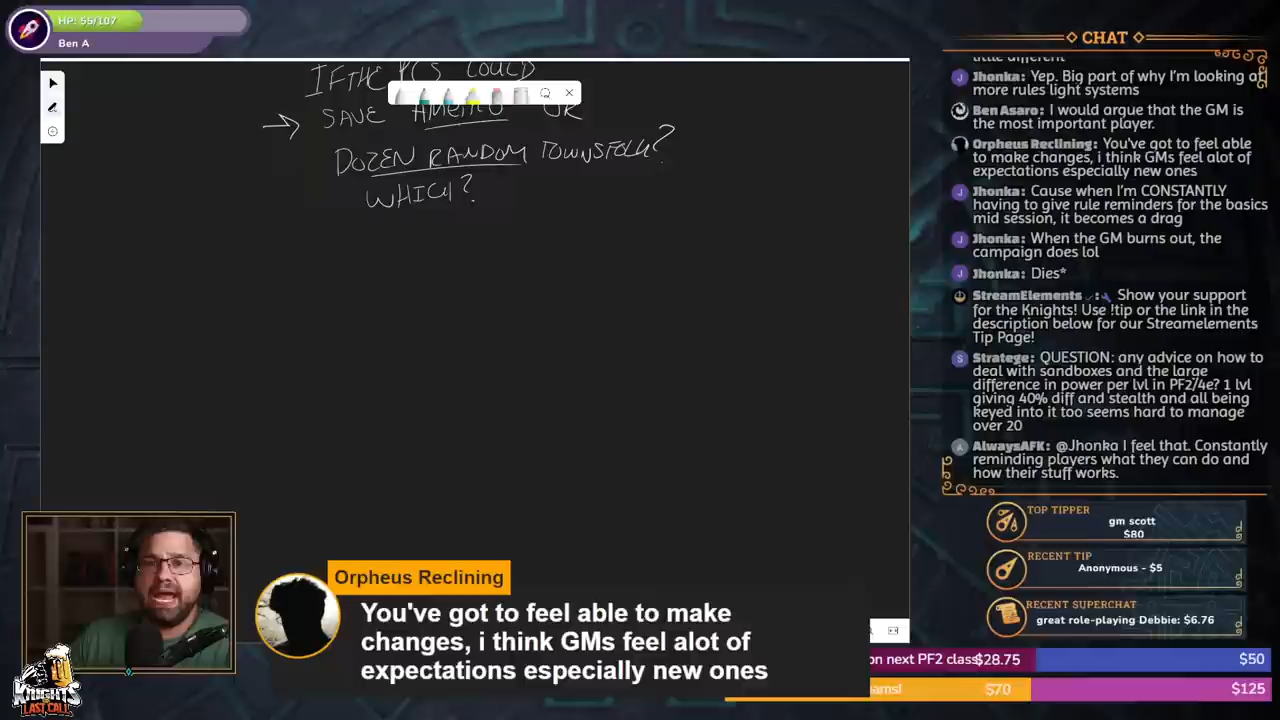 HP: 55/107
Ben A
IF THE PCS COULD
SAVE AMEIKO OR
→ DOZEN RANDOM TOWNSFOLK?
WHICH?
CHAT
little different
Jhonka: Yep. Big part of why I'm looking at
more rules light systems
Ben Asaro: I would argue that the GM is
the most important player.
Orpheus Reclining: You've got to feel able
to make changes, i think GMs feel alot of
expectations especially new ones
Jhonka: Cause when I'm CONSTANTLY
having to give rule reminders for the basics
mid session, it becomes a drag
Jhonka: When the GM burns out, the
campaign does lol
Jhonka: Dies*
StreamElements: Show your support
for the Knights! Use !tip or the link in the
description below for our Streamelements
Tip Page!
Stratege: QUESTION: any advice on how to
deal with sandboxes and the large
difference in power per lvl in PF2/4e? 1 lvl
giving 40% diff and stealth and all being
keyed into it too seems hard to manage
over 20
AlwaysAFK: @Jhonka I feel that. Constantly
reminding players what they can do and
how their stuff works.
TOP TIPPER
gm scott
$80
RECENT TIP
Anonymous - $5
RECENT SUPERCHAT
great role-playing Debbie: $6.76
on next PF2 class $28.75 $50
ams! $70 $125
Orpheus Reclining
You've got to feel able to make
changes, i think GMs feel alot of
expectations especially new ones
KNIGHTS
OF LAST CALL